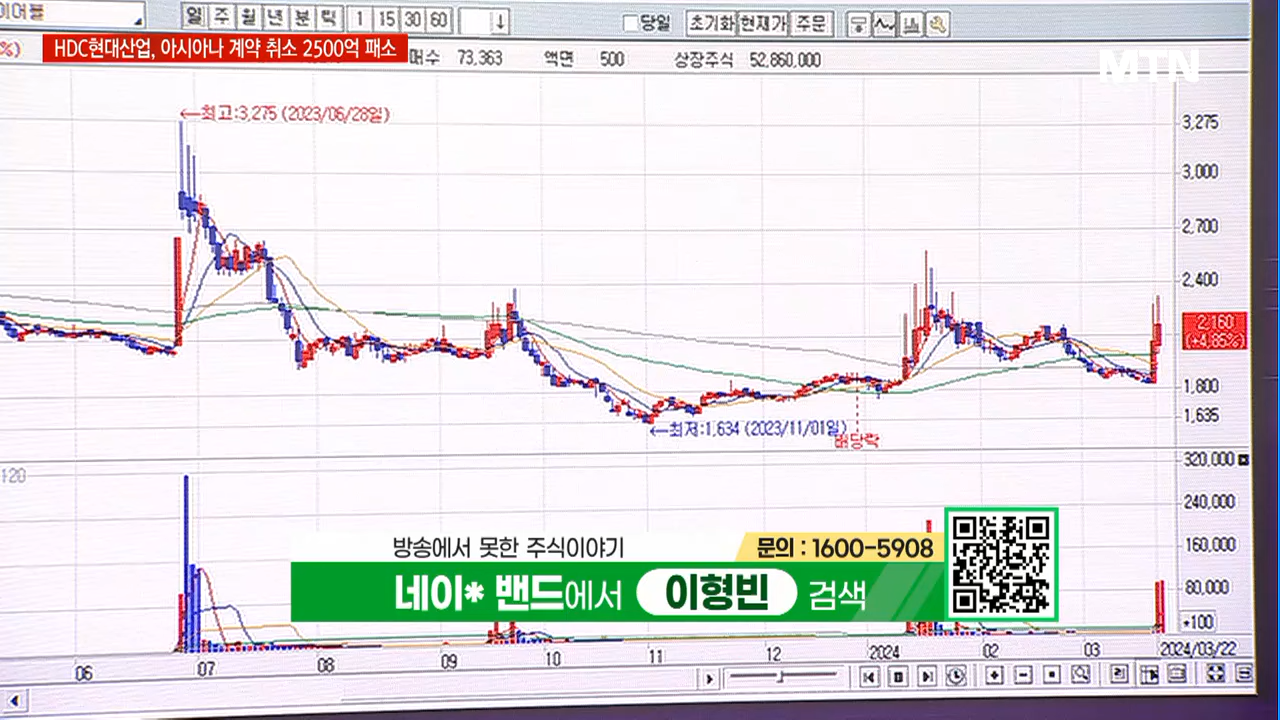 이어블
일 주 월 년 분 틱 1 15 30 60
당일 초기화 현재가 주문
%)
HDC현대산업, 아시아나 계약 취소 2500억 패소
매수 73,363 액면 500 상장주식 52,860,000
MTN
←최고:3,275 (2023/06/28일)
3,275
3,000
2,700
2,400
2,160
(+4.85%)
1,800
1,635
←최저:1,634 (2023/11/01일)
배당락
120
320,000
240,000
160,000
80,000
*100
방송에서 못한 주식이야기
문의 : 1600-5908
네이* 밴드에서 이형빈 검색
06 07 08 09 10 11 12 2024 02 03 2024/03/22